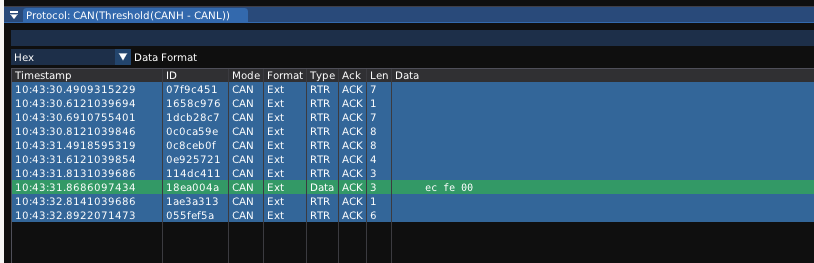 Protocol: CAN(Threshold(CANH - CANL))
Hex Data Format
Timestamp ID Mode Format Type Ack Len Data
10:43:30.4909315229 07f9c451 CAN Ext RTR ACK 7
10:43:30.6121039694 1658c976 CAN Ext RTR ACK 1
10:43:30.6910755401 1dcb28c7 CAN Ext RTR ACK 7
10:43:30.8121039846 0c0ca59e CAN Ext RTR ACK 8
10:43:31.4918595319 0c8ceb0f CAN Ext RTR ACK 8
10:43:31.6121039854 0e925721 CAN Ext RTR ACK 4
10:43:31.8131039686 114dc411 CAN Ext RTR ACK 3
10:43:31.8686097434 18ea004a CAN Ext Data ACK 3 ec fe 00
10:43:32.8141039686 1ae3a313 CAN Ext RTR ACK 1
10:43:32.8922071473 055fef5a CAN Ext RTR ACK 6